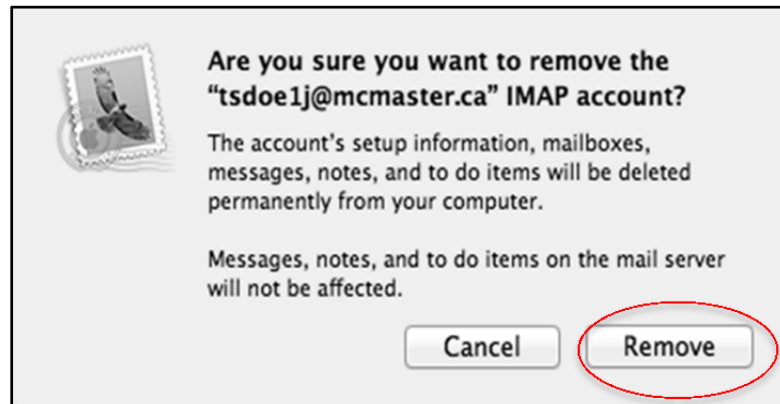 Are you sure you want to remove the
“tsdoe1j@mcmaster.ca” IMAP account?
The account's setup information, mailboxes,
messages, notes, and to do items will be deleted
permanently from your computer.
Messages, notes, and to do items on the mail server
will not be affected.
Cancel Remove